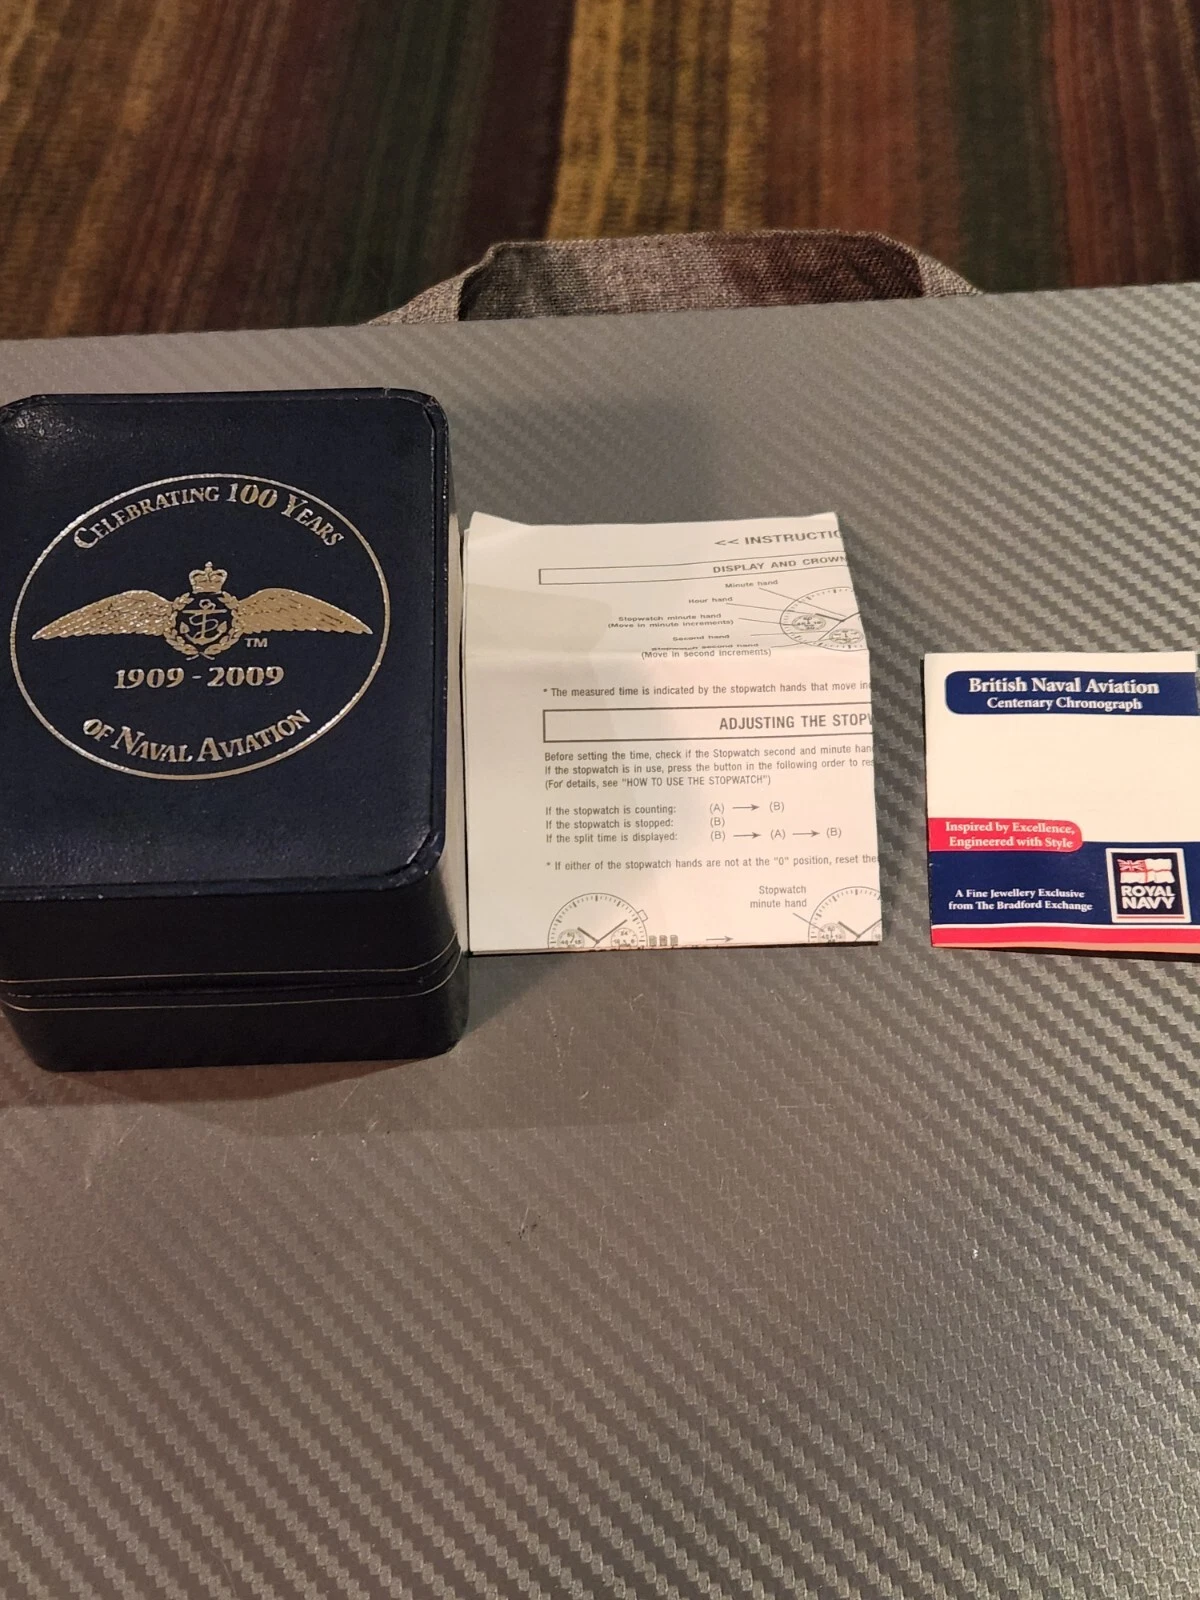 CELEBRATING 100 YEARS
TM
1909 - 2009
OF NAVAL AVIATION
<< INSTRUCTIO
DISPLAY AND CROWN
Minute hand
Hour hand
Stopwatch minute hand
(Move in minute increments)
Second hand
Stopwatch second hand
(Move in second increments)
* The measured time is indicated by the stopwatch hands that move in
ADJUSTING THE STOPW
Before setting the time, check if the Stopwatch second and minute han
If the stopwatch is in use, press the button in the following order to res
(For details, see "HOW TO USE THE STOPWATCH")
If the stopwatch is counting: (A) → (B)
If the stopwatch is stopped: (B)
If the split time is displayed: (B) → (A) → (B)
* If either of the stopwatch hands are not at the "0" position, reset the
Stopwatch
minute hand
British Naval Aviation
Centenary Chronograph
Inspired by Excellence,
Engineered with Style
A Fine Jewellery Exclusive
from The Bradford Exchange
ROYAL
NAVY